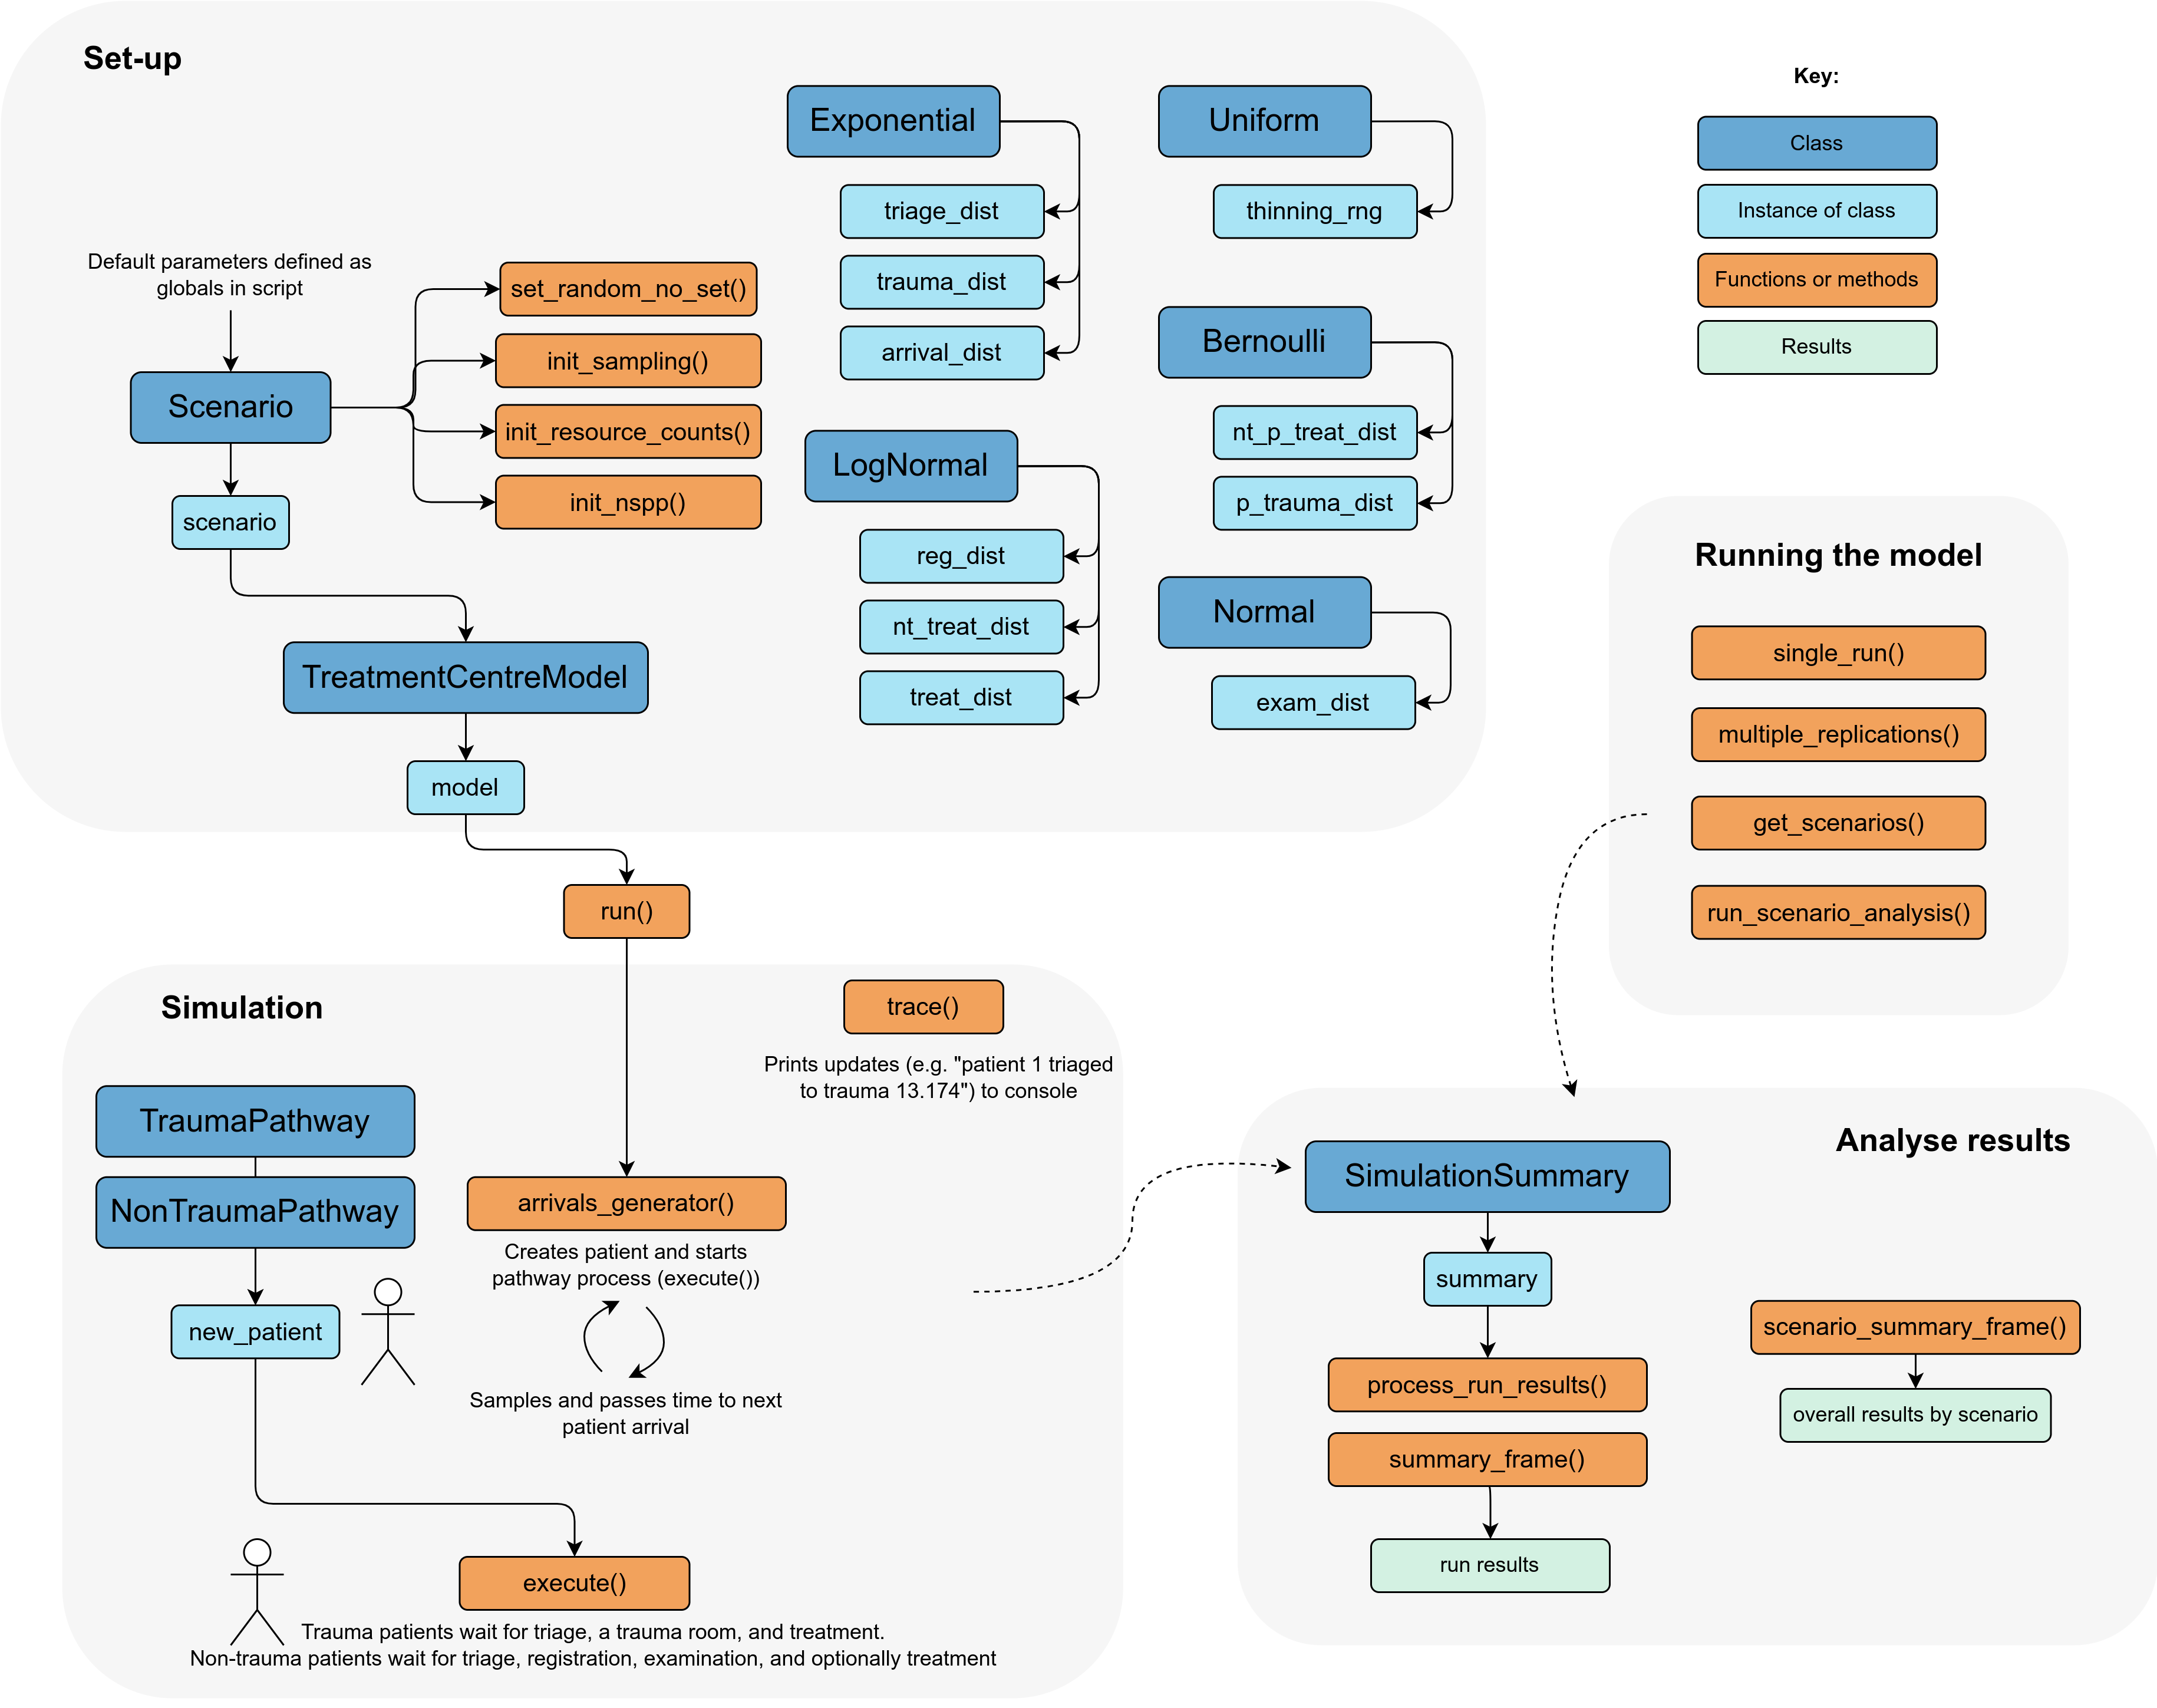 Set-up
Default parameters defined as
globals in script
Scenario
scenario
set_random_no_set()
init_sampling()
init_resource_counts()
init_nspp()
TreatmentCentreModel
model
Exponential
triage_dist
trauma_dist
arrival_dist
LogNormal
reg_dist
nt_treat_dist
treat_dist
Uniform
thinning_rng
Bernoulli
nt_p_treat_dist
p_trauma_dist
Normal
exam_dist
Key:
Class
Instance of class
Functions or methods
Results
Running the model
single_run()
multiple_replications()
get_scenarios()
run_scenario_analysis()
run()
Simulation
trace()
Prints updates (e.g. "patient 1 triaged
to trauma 13.174") to console
TraumaPathway
NonTraumaPathway
new_patient
arrivals_generator()
Creates patient and starts
pathway process (execute())
Samples and passes time to next
patient arrival
execute()
Trauma patients wait for triage, a trauma room, and treatment.
Non-trauma patients wait for triage, registration, examination, and optionally treatment
Analyse results
SimulationSummary
summary
process_run_results()
summary_frame()
run results
scenario_summary_frame()
overall results by scenario